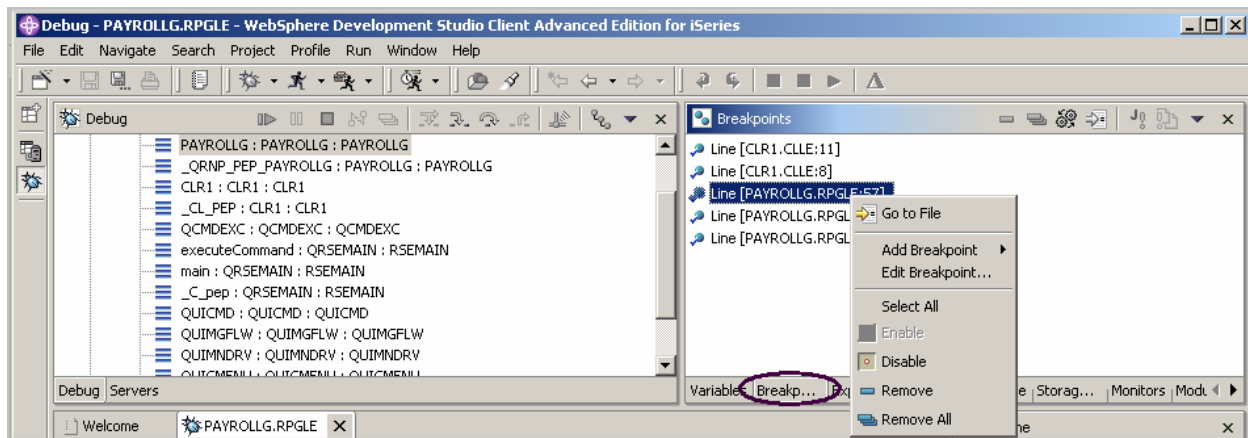 Debug - PAYROLLG.RPGLE - WebSphere Development Studio Client Advanced Edition for iSeries
File Edit Navigate Search Project Profile Run Window Help
Debug
PAYROLLG : PAYROLLG : PAYROLLG
_QRNP_PEP_PAYROLLG : PAYROLLG : PAYROLLG
CLR1 : CLR1 : CLR1
_CL_PEP : CLR1 : CLR1
QCMDEXC : QCMDEXC : QCMDEXC
executeCommand : QRSEMAIN : RSEMAIN
main : QRSEMAIN : RSEMAIN
_C_pep : QRSEMAIN : RSEMAIN
QUICMD : QUICMD : QUICMD
QUIMGFLW : QUIMGFLW : QUIMGFLW
QUIMNDRV : QUIMNDRV : QUIMNDRV
QUICMENU : QUICMENU : QUICMENU
Debug Servers
Breakpoints
Line [CLR1.CLLE:11]
Line [CLR1.CLLE:8]
Line [PAYROLLG.RPGLE:57]
Line [PAYROLLG.RPGL
Line [PAYROLLG.RPGL
Go to File
Add Breakpoint
Edit Breakpoint...
Select All
Enable
Disable
Remove
Remove All
Variables Breakp... Storag... Monitors Modu
Welcome PAYROLLG.RPGLE